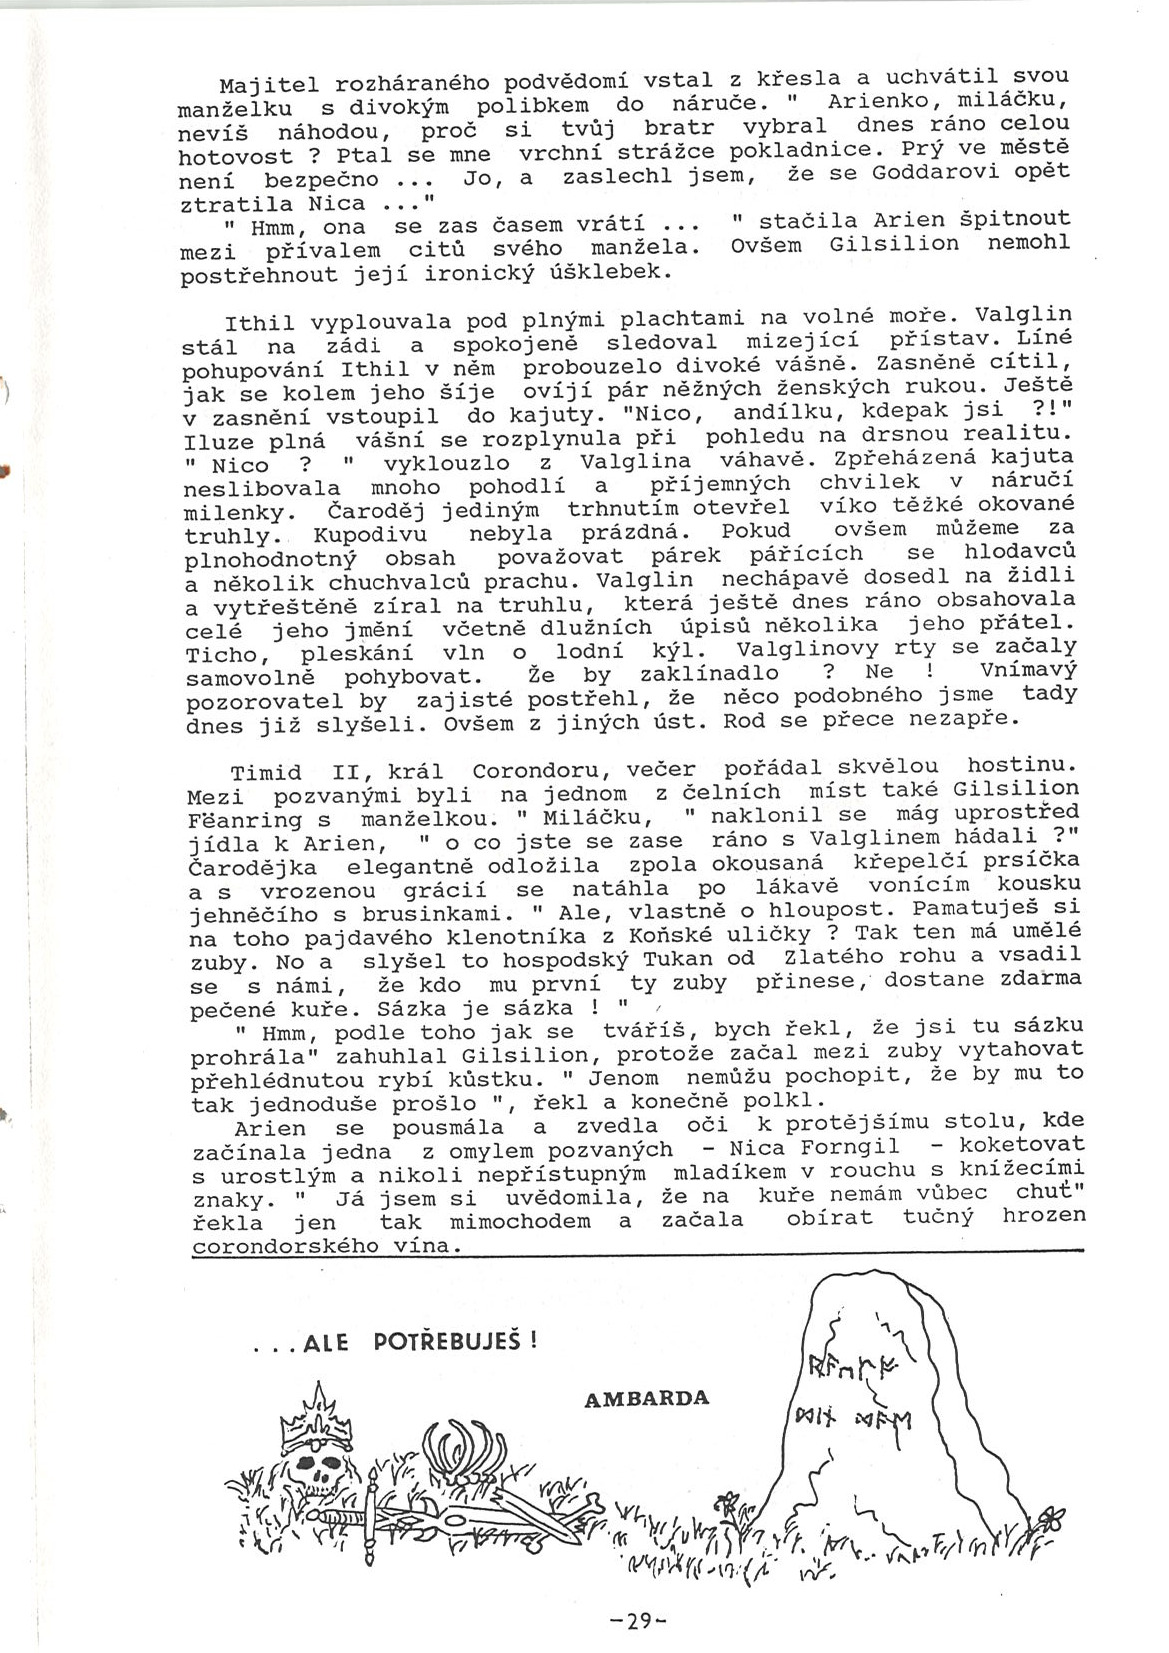 Majitel rozháraného podvědomí vstal z křesla a uchvátil svou
manželku s divokým polibkem do náruče. " Arienko, miláčku,
nevíš náhodou, proč si tvůj bratr vybral dnes ráno celou
hotovost ? Ptal se mne vrchní strážce pokladnice. Prý ve městě
není bezpečno ... Jo, a zaslechl jsem, že se Goddarovi opět
ztratila Nica ..."
" Hmm, ona se zas časem vrátí ... " stačila Arien špitnout
mezi přívalem citů svého manžela. Ovšem Gilsilion nemohl
postřehnout její ironický úšklebek.
Ithil vyplouvala pod plnými plachtami na volné moře. Valglin
stál na zádi a spokojeně sledoval mizející přístav. Líné
pohupování Ithil v něm probouzelo divoké vášně. Zasněně cítil,
jak se kolem jeho šíje ovíjí pár něžných ženských rukou. Ještě
v zasnění vstoupil do kajuty. "Nico, andílku, kdepak jsi ?!"
Iluze plná vášní se rozplynula při pohledu na drsnou realitu.
" Nico ? " vyklouzlo z Valglina váhavě. Zpřeházená kajuta
neslibovala mnoho pohodlí a příjemných chvilek v náručí
milenky. Čaroděj jediným trhnutím otevřel víko těžké okované
truhly. Kupodivu nebyla prázdná. Pokud ovšem můžeme za
plnohodnotný obsah považovat párek pářících se hlodavců
a několik chuchvalců prachu. Valglin nechápavě dosedl na židli
a vytřeštěně zíral na truhlu, která ještě dnes ráno obsahovala
celé jeho jmění včetně dlužních úpisů několika jeho přátel.
Ticho, pleskání vln o lodní kýl. Valglinovy rty se začaly
samovolně pohybovat. Že by zaklínadlo ? Ne ! Vnímavý
pozorovatel by zajisté postřehl, že něco podobného jsme tady
dnes již slyšeli. Ovšem z jiných úst. Rod se přece nezapře.
Timid II, král Corondoru, večer pořádal skvělou hostinu.
Mezi pozvanými byli na jednom z čelních míst také Gilsilion
Fëanring s manželkou. " Miláčku, " naklonil se mág uprostřed
jídla k Arien, " o co jste se zase ráno s Valglinem hádali ?"
Čarodějka elegantně odložila zpola okousaná křepelčí prsíčka
a s vrozenou grácií se natáhla po lákavě vonícím kousku
jehněčího s brusinkami. " Ale, vlastně o hloupost. Pamatuješ si
na toho pajdavého klenotníka z Koňské uličky ? Tak ten má umělé
zuby. No a slyšel to hospodský Tukan od Zlatého rohu a vsadil
se s námi, že kdo mu první ty zuby přinese, dostane zdarma
pečené kuře. Sázka je sázka ! "
" Hmm, podle toho jak se tváříš, bych řekl, že jsi tu sázku
prohrála" zahuhlal Gilsilion, protože začal mezi zuby vytahovat
přehlédnutou rybí kůstku. " Jenom nemůžu pochopit, že by mu to
tak jednoduše prošlo ", řekl a konečně polkl.
Arien se pousmála a zvedla oči k protějšímu stolu, kde
začínala jedna z omylem pozvaných - Nica Forngil - koketovat
s urostlým a nikoli nepřístupným mladíkem v rouchu s knížecími
znaky. " Já jsem si uvědomila, že na kuře nemám vůbec chuť"
řekla jen tak mimochodem a začala obírat tučný hrozen
corondorského vína.
...ALE POTŘEBUJEŠ !
AMBARDA
-29-